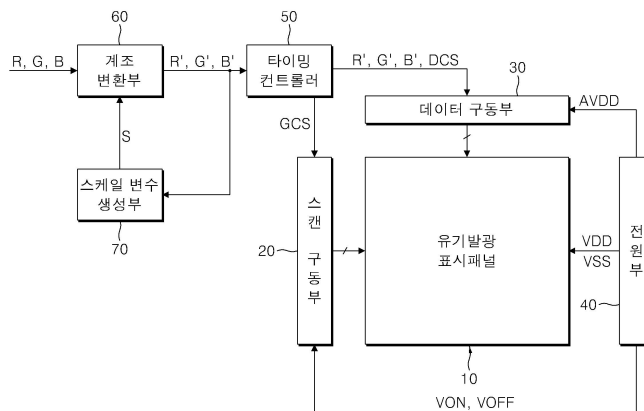 60
50
R, G, B
계조
변환부
R', G', B'
타이밍
컨트롤러
R', G', B', DCS
30
데이터 구동부
AVDD
GCS
S
스케일 변수
생성부
70
20
스캔 구동부
유기발광
표시패널
VDD
VSS
전원부
40
10
VON, VOFF